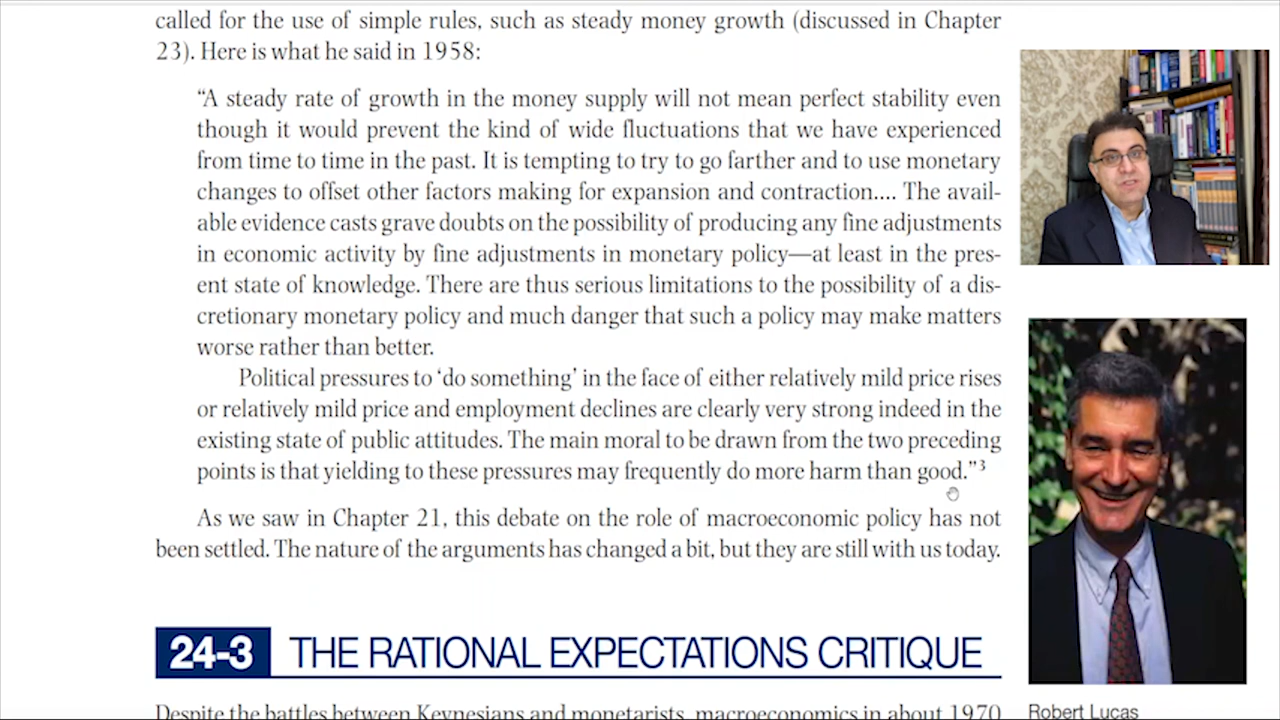 called for the use of simple rules, such as steady money growth (discussed in Chapter
23). Here is what he said in 1958:
“A steady rate of growth in the money supply will not mean perfect stability even
though it would prevent the kind of wide fluctuations that we have experienced
from time to time in the past. It is tempting to try to go farther and to use monetary
changes to offset other factors making for expansion and contraction.... The avail-
able evidence casts grave doubts on the possibility of producing any fine adjustments
in economic activity by fine adjustments in monetary policy—at least in the pres-
ent state of knowledge. There are thus serious limitations to the possibility of a dis-
cretionary monetary policy and much danger that such a policy may make matters
worse rather than better.
Political pressures to ‘do something’ in the face of either relatively mild price rises
or relatively mild price and employment declines are clearly very strong indeed in the
existing state of public attitudes. The main moral to be drawn from the two preceding
points is that yielding to these pressures may frequently do more harm than good.”3
As we saw in Chapter 21, this debate on the role of macroeconomic policy has not
been settled. The nature of the arguments has changed a bit, but they are still with us today.
24-3 THE RATIONAL EXPECTATIONS CRITIQUE
Despite the battles between Keynesians and monetarists, macroeconomics in about 1970
Robert Lucas